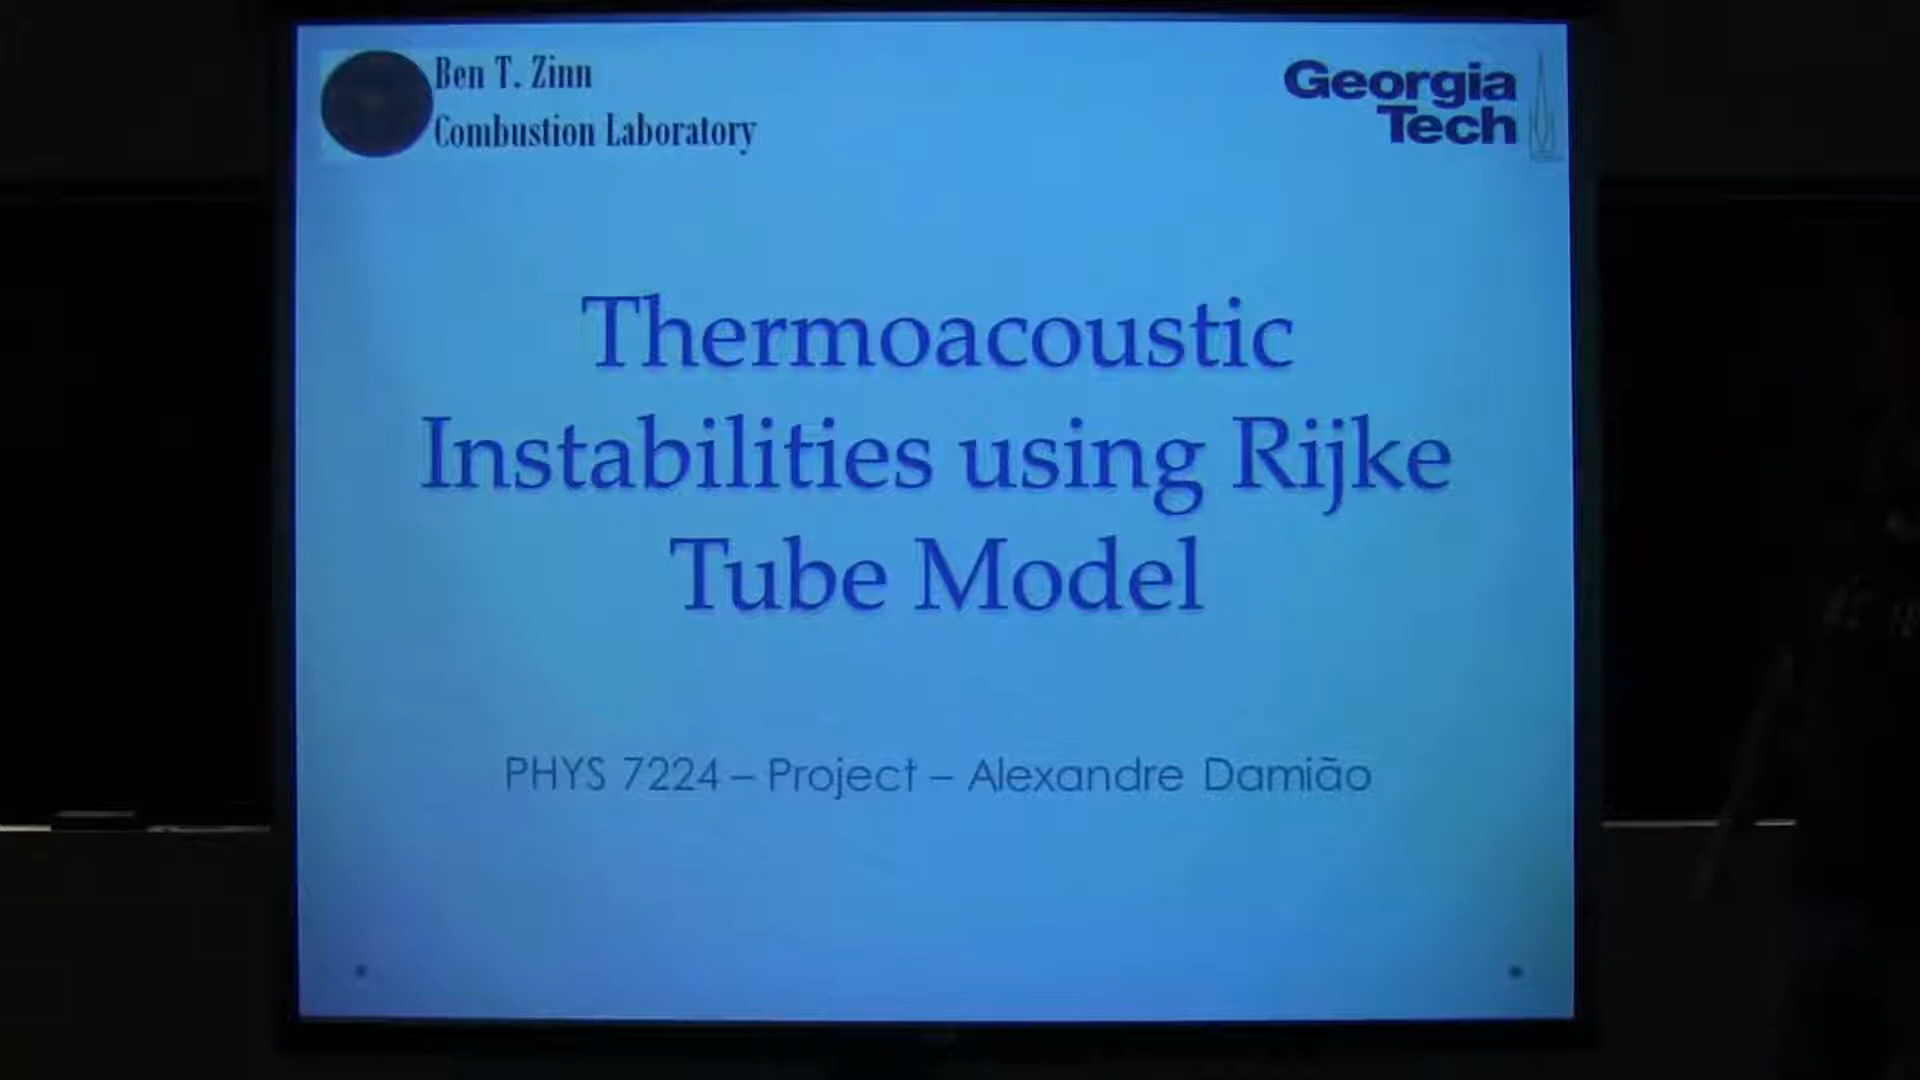 Ben T. Zinn
Combustion Laboratory
Georgia
Tech
Thermoacoustic
Instabilities using Rijke
Tube Model
PHYS 7224 – Project – Alexandre Damião